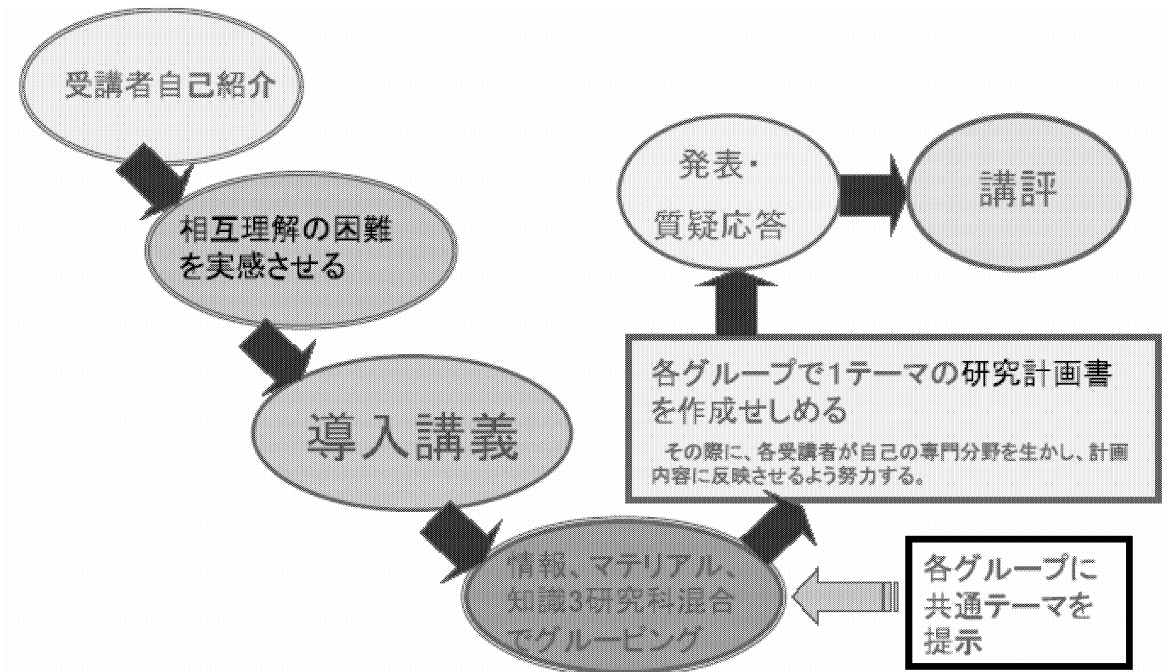 受講者自己紹介
相互理解の困難
を実感させる
導入講義
情報、マテリアル、
知識3研究科混合
でグルーピング
各グループに
共通テーマを
提示
各グループで1テーマの研究計画書
を作成せしめる
その際に、各受講者が自己の専門分野を生かし、計画
内容に反映させるよう努力する。
発表・
質疑応答
講評